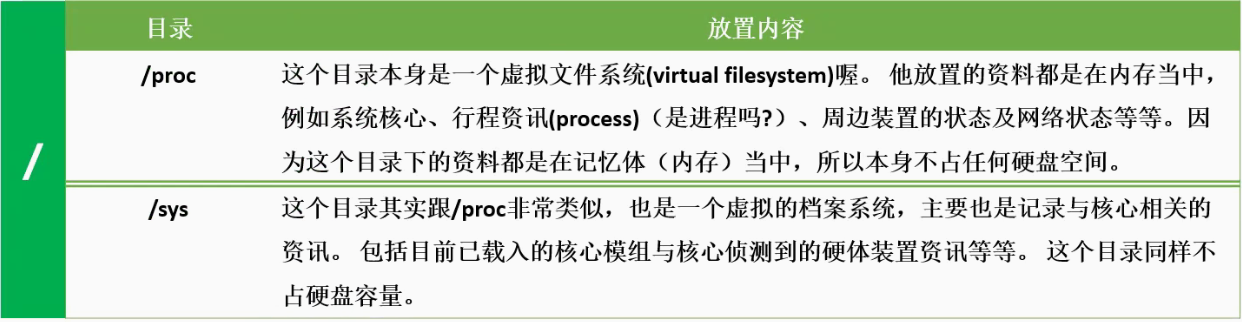 目录 放置内容
/
/proc 这个目录本身是一个虚拟文件系统(virtual filesystem)喔。 他放置的资料都是在内存当中，
例如系统核心、行程资讯(process)（是进程吗?）、周边装置的状态及网络状态等等。因
为这个目录下的资料都是在记忆体（内存）当中，所以本身不占任何硬盘空间。
/sys 这个目录其实跟/proc非常类似，也是一个虚拟的档案系统，主要也是记录与核心相关的
资讯。 包括目前已载入的核心模组与核心侦测到的硬体装置资讯等等。 这个目录同样不
占硬盘容量。